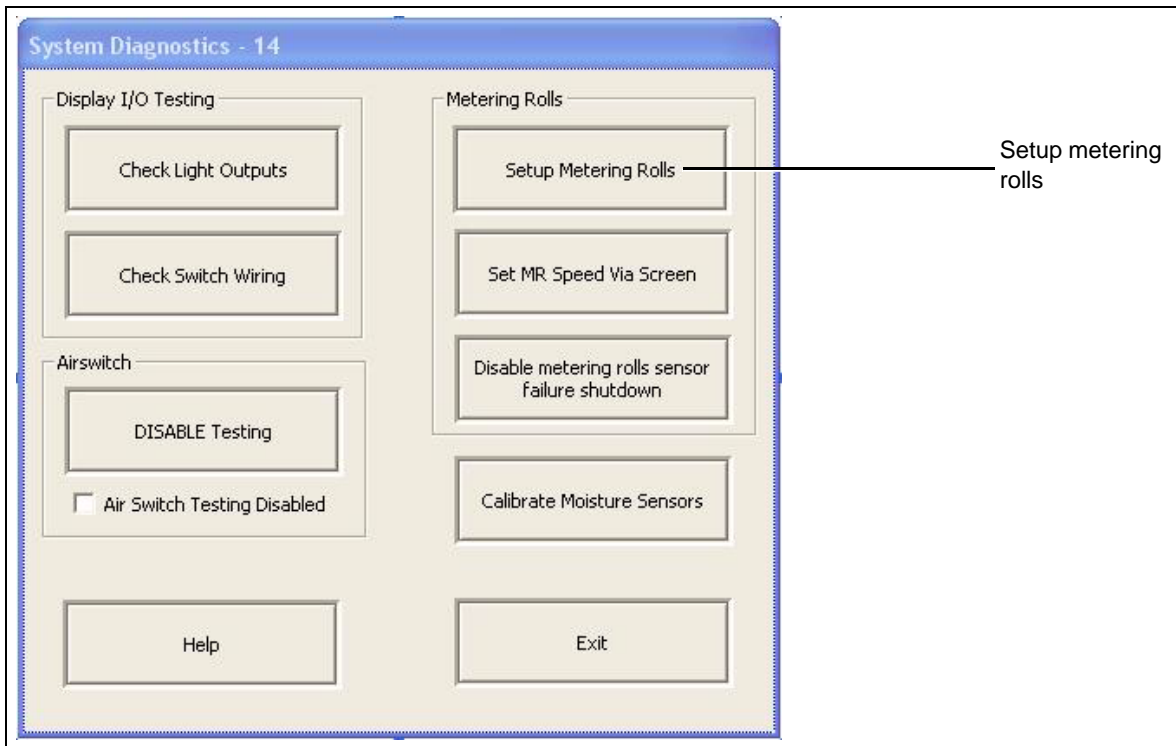 System Diagnostics - 14
Display I/O Testing
Check Light Outputs
Check Switch Wiring
Airswitch
DISABLE Testing
Air Switch Testing Disabled
Help
Metering Rolls
Setup Metering Rolls
Set MR Speed Via Screen
Disable metering rolls sensor
failure shutdown
Calibrate Moisture Sensors
Exit
Setup metering
rolls